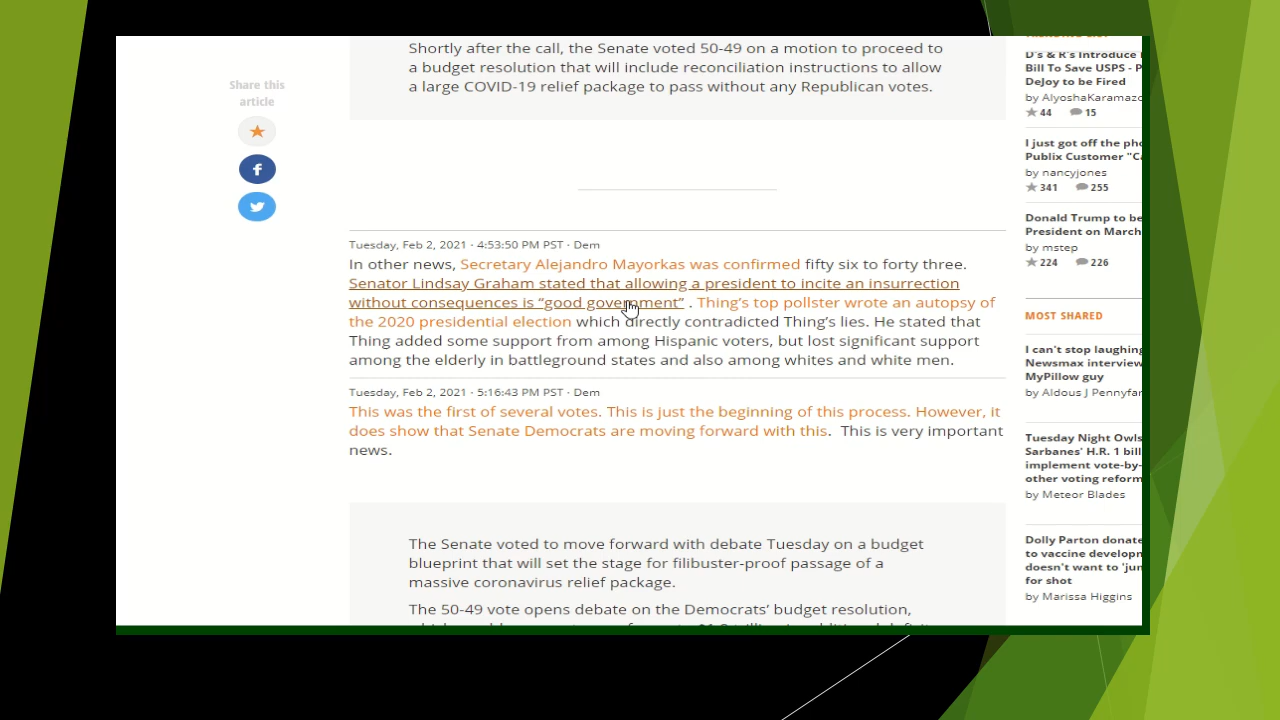 Shortly after the call, the Senate voted 50-49 on a motion to proceed to
a budget resolution that will include reconciliation instructions to allow
a large COVID-19 relief package to pass without any Republican votes.
Share this
article
Tuesday, Feb 2, 2021 · 4:53:50 PM PST · Dem
In other news, Secretary Alejandro Mayorkas was confirmed fifty six to forty three.
Senator Lindsay Graham stated that allowing a president to incite an insurrection
without consequences is “good government” . Thing’s top pollster wrote an autopsy of
the 2020 presidential election which directly contradicted Thing’s lies. He stated that
Thing added some support from among Hispanic voters, but lost significant support
among the elderly in battleground states and also among whites and white men.
Tuesday, Feb 2, 2021 · 5:16:43 PM PST · Dem
This was the first of several votes. This is just the beginning of this process. However, it
does show that Senate Democrats are moving forward with this.  This is very important
news.
The Senate voted to move forward with debate Tuesday on a budget
blueprint that will set the stage for filibuster-proof passage of a
massive coronavirus relief package.
The 50-49 vote opens debate on the Democrats’ budget resolution,
D's & R's Introduce
Bill To Save USPS - P
DeJoy to be Fired
by AlyoshaKaramazo
44 15
I just got off the pho
Publix Customer "Ca
by nancyjones
341 255
Donald Trump to be
President on March
by mstep
224 226
MOST SHARED
I can't stop laughing
Newsmax interview
MyPillow guy
by Aldous J Pennyfar
Tuesday Night Owls
Sarbanes' H.R. 1 bill
implement vote-by-
other voting reform
by Meteor Blades
Dolly Parton donate
to vaccine developm
doesn't want to 'jum
for shot
by Marissa Higgins